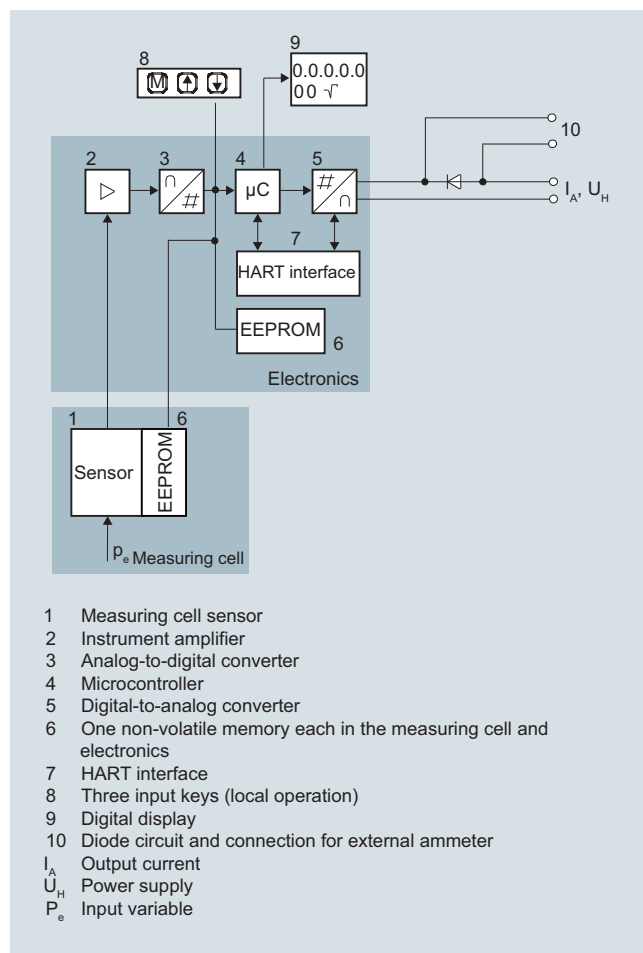 8
M
9
0.0.0.0.0
00 √
10
2
3
∩
#
4
µC
5
#
∩
I_A, U_H
7
HART interface
EEPROM
6
Electronics
1
6
Sensor
EEPROM
p_e Measuring cell
1 Measuring cell sensor
2 Instrument amplifier
3 Analog-to-digital converter
4 Microcontroller
5 Digital-to-analog converter
6 One non-volatile memory each in the measuring cell and
electronics
7 HART interface
8 Three input keys (local operation)
9 Digital display
10 Diode circuit and connection for external ammeter
I_A Output current
U_H Power supply
P_e Input variable